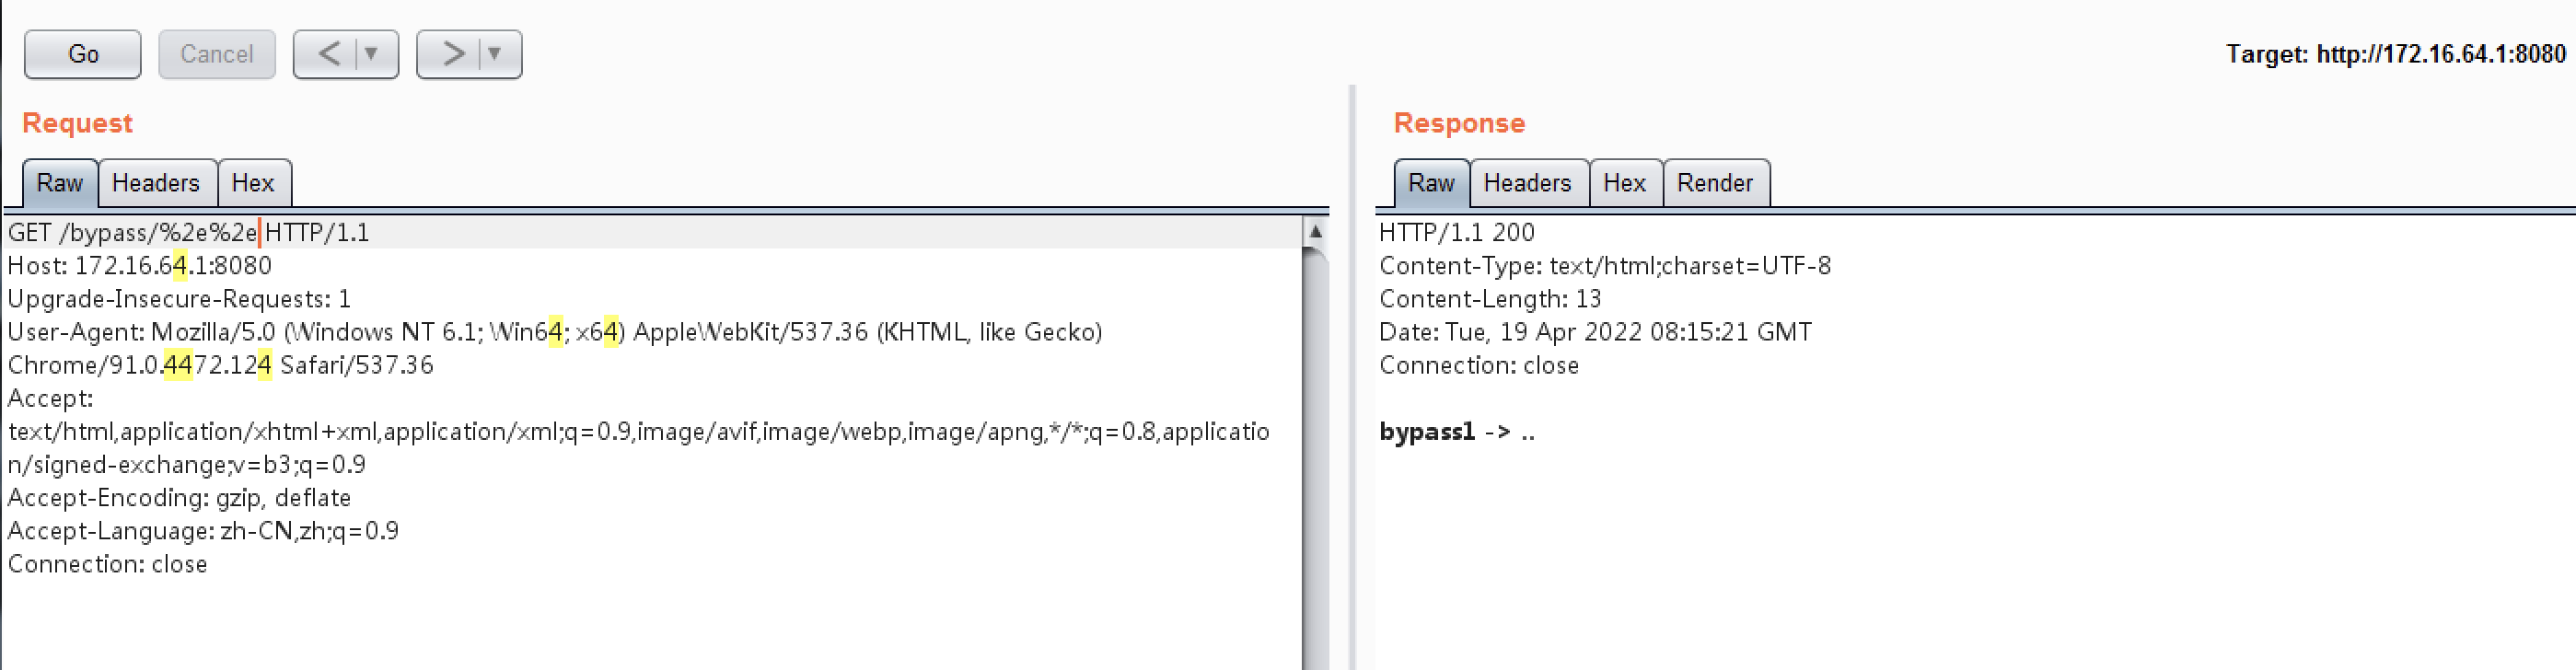 Go Cancel < >
Target: http://172.16.64.1:8080
Request
Raw Headers Hex
GET /bypass/%2e%2e HTTP/1.1
Host: 172.16.64.1:8080
Upgrade-Insecure-Requests: 1
User-Agent: Mozilla/5.0 (Windows NT 6.1; Win64; x64) AppleWebKit/537.36 (KHTML, like Gecko)
Chrome/91.0.4472.124 Safari/537.36
Accept:
text/html,application/xhtml+xml,application/xml;q=0.9,image/avif,image/webp,image/apng,*/*;q=0.8,applicatio
n/signed-exchange;v=b3;q=0.9
Accept-Encoding: gzip, deflate
Accept-Language: zh-CN,zh;q=0.9
Connection: close
Response
Raw Headers Hex Render
HTTP/1.1 200
Content-Type: text/html;charset=UTF-8
Content-Length: 13
Date: Tue, 19 Apr 2022 08:15:21 GMT
Connection: close
bypass1 -> ..